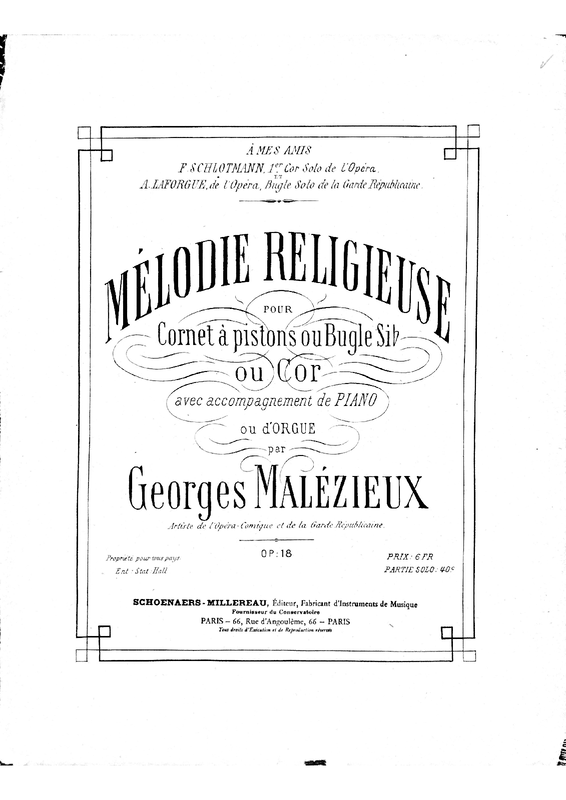 À MES AMIS
F. SCHLOTMANN, 1er Cor Solo de l'Opéra.
ET
A. LAFORGUE, de l'Opéra, Bugle Solo de la Garde Républicaine.
MÉLODIE RELIGIEUSE
POUR
Cornet à pistons ou Bugle Si♭
ou Cor
avec accompagnement de PIANO
ou d'ORGUE
par
Georges MALÉZIEUX
Artiste de l'Opéra-Comique et de la Garde Républicaine.
OP: 18
Propriété pour tous pays
Ent: Stat. Hall
PRIX: 6 FR
PARTIE SOLO: 40c
SCHOENAERS-MILLEREAU, Éditeur, Fabricant d'Instruments de Musique
Fournisseur du Conservatoire
PARIS – 66, Rue d'Angoulême, 66 – PARIS
Tous droits d'Exécution et de Reproduction réservés